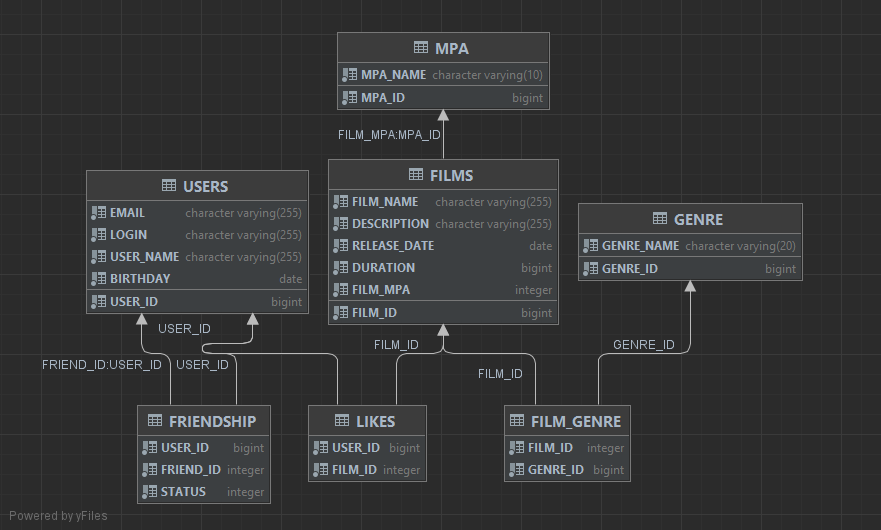 MPA
MPA_NAME character varying(10)
MPA_ID bigint
FILM_MPA:MPA_ID
USERS
EMAIL character varying(255)
LOGIN character varying(255)
USER_NAME character varying(255)
BIRTHDAY date
USER_ID bigint
FILMS
FILM_NAME character varying(255)
DESCRIPTION character varying(255)
RELEASE_DATE date
DURATION bigint
FILM_MPA integer
FILM_ID bigint
GENRE
GENRE_NAME character varying(20)
GENRE_ID bigint
USER_ID
FRIEND_ID:USER_ID
USER_ID
FILM_ID
FILM_ID
GENRE_ID
FRIENDSHIP
USER_ID bigint
FRIEND_ID integer
STATUS integer
LIKES
USER_ID bigint
FILM_ID integer
FILM_GENRE
FILM_ID integer
GENRE_ID bigint
Powered by yFiles